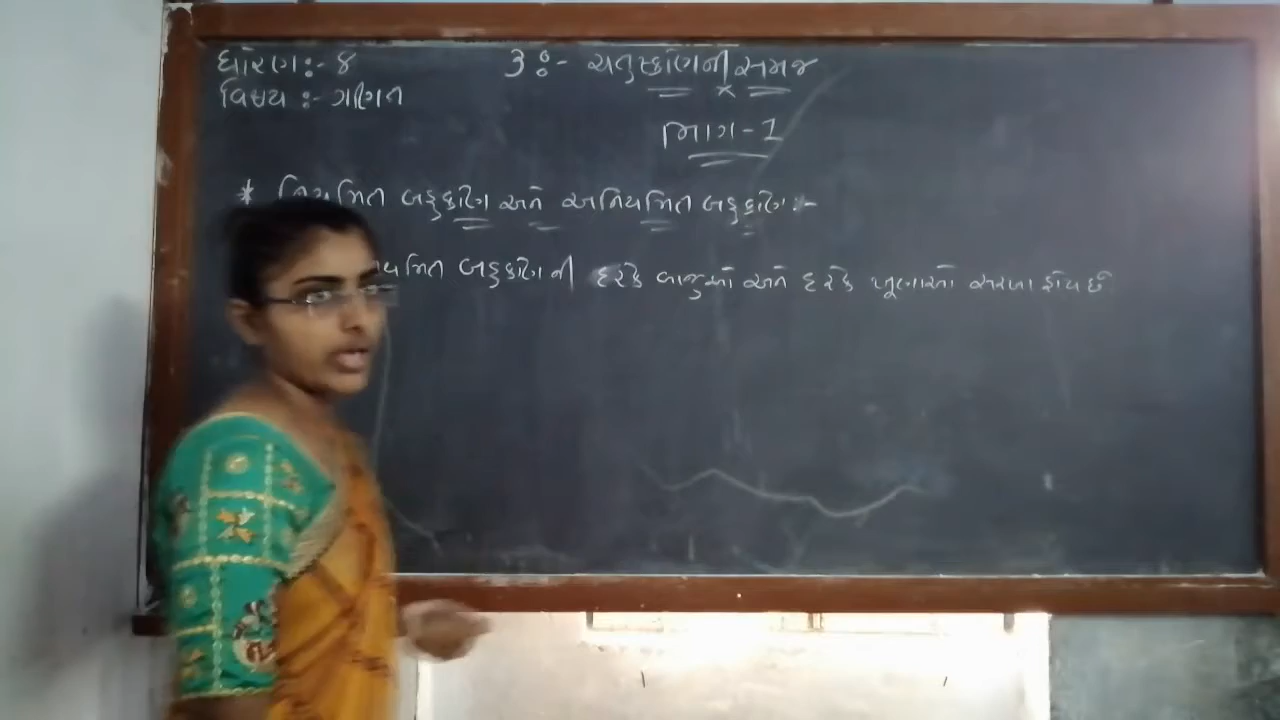 ધોરણ:- ૪
વિષય :- ગણિત
3 :- ચતુષ્કોણની સમજ
ભાગ-1
* નિયમિત બહુકોણ અને અનિયમિત બહુકોણ :-
નિયમિત બહુકોણની દરેક બાજુઓ અને દરેક ખૂણાઓ સરખા હોય છે